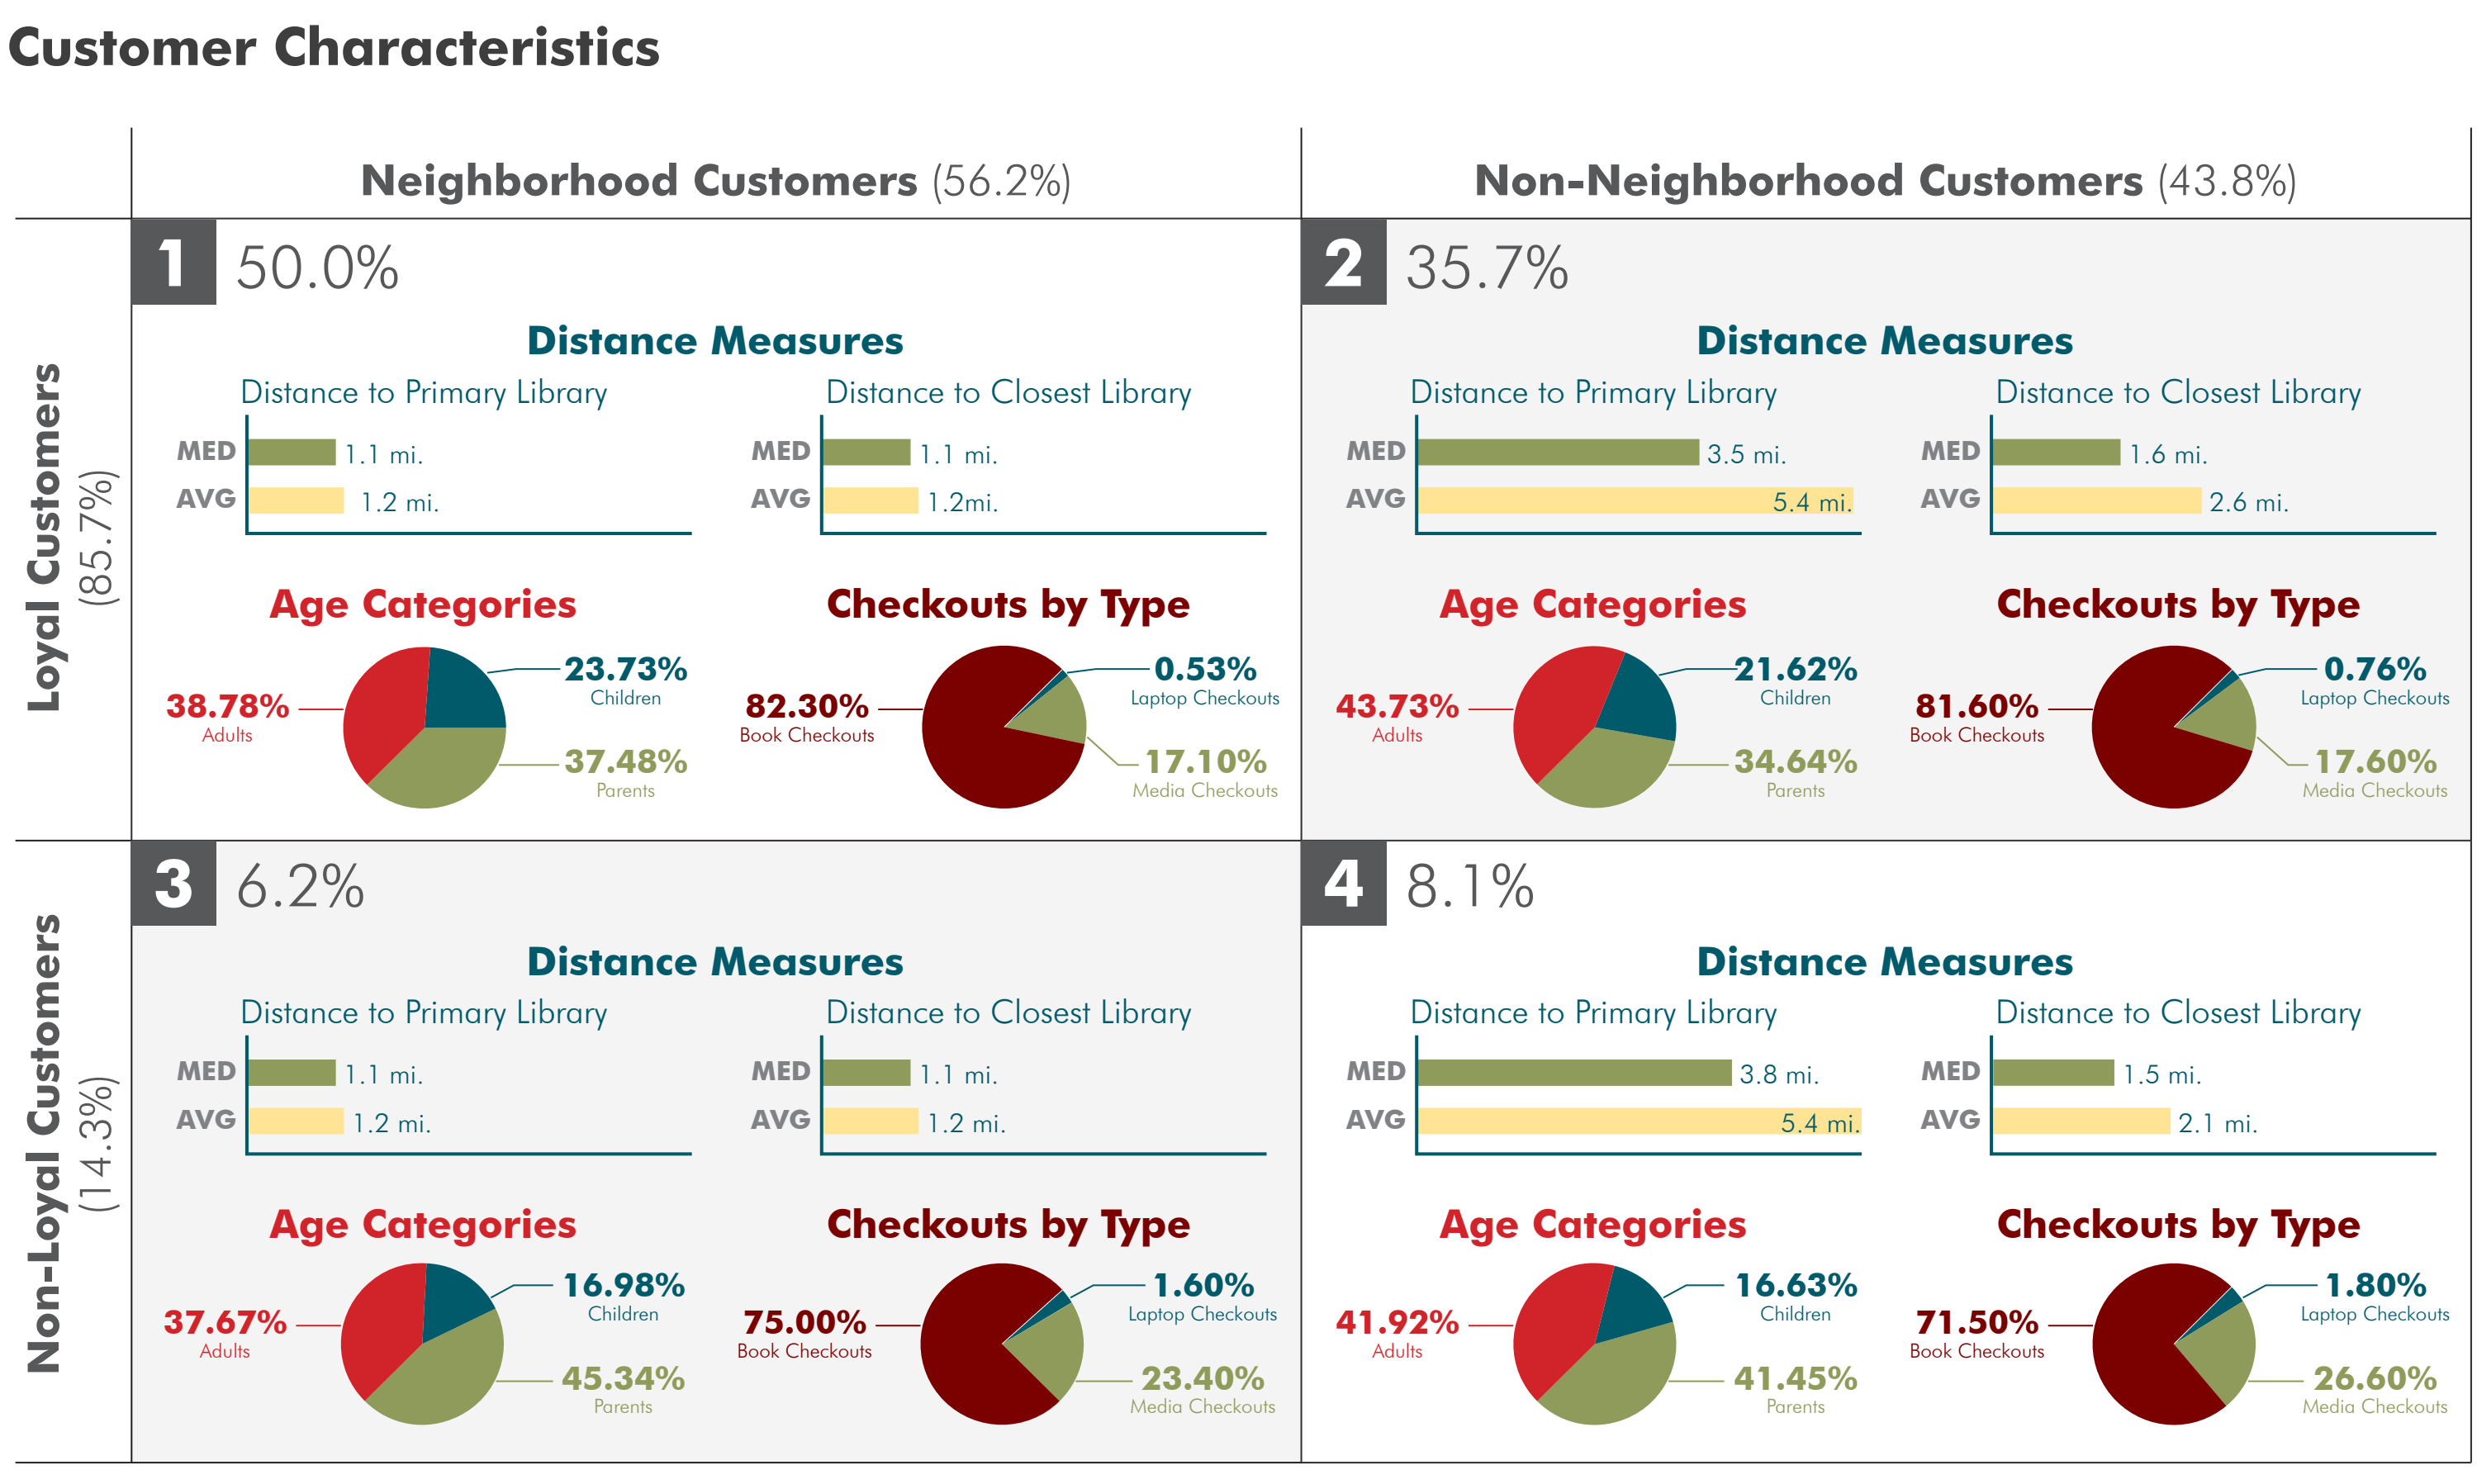 Customer Characteristics
Neighborhood Customers (56.2%)
Non-Neighborhood Customers (43.8%)
Loyal Customers
(85.7%)
1
50.0%
Distance Measures
Distance to Primary Library
MED
1.1 mi.
AVG
1.2 mi.
Distance to Closest Library
MED
1.1 mi.
AVG
1.2mi.
Age Categories
38.78%
Adults
23.73%
Children
37.48%
Parents
Checkouts by Type
82.30%
Book Checkouts
0.53%
Laptop Checkouts
17.10%
Media Checkouts
2
35.7%
Distance Measures
Distance to Primary Library
MED
3.5 mi.
AVG
5.4 mi.
Distance to Closest Library
MED
1.6 mi.
AVG
2.6 mi.
Age Categories
43.73%
Adults
21.62%
Children
34.64%
Parents
Checkouts by Type
81.60%
Book Checkouts
0.76%
Laptop Checkouts
17.60%
Media Checkouts
Non-Loyal Customers
(14.3%)
3
6.2%
Distance Measures
Distance to Primary Library
MED
1.1 mi.
AVG
1.2 mi.
Distance to Closest Library
MED
1.1 mi.
AVG
1.2 mi.
Age Categories
37.67%
Adults
16.98%
Children
45.34%
Parents
Checkouts by Type
75.00%
Book Checkouts
1.60%
Laptop Checkouts
23.40%
Media Checkouts
4
8.1%
Distance Measures
Distance to Primary Library
MED
3.8 mi.
AVG
5.4 mi.
Distance to Closest Library
MED
1.5 mi.
AVG
2.1 mi.
Age Categories
41.92%
Adults
16.63%
Children
41.45%
Parents
Checkouts by Type
71.50%
Book Checkouts
1.80%
Laptop Checkouts
26.60%
Media Checkouts